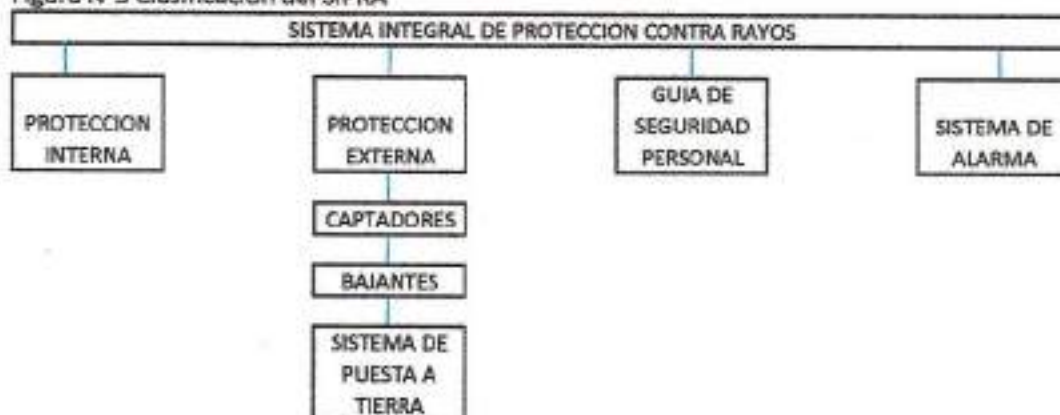 SISTEMA INTEGRAL DE PROTECCION CONTRA RAYOS
PROTECCION
INTERNA
PROTECCION
EXTERNA
GUIA DE
SEGURIDAD
PERSONAL
SISTEMA DE
ALARMA
CAPTADORES
BAJANTES
SISTEMA DE
PUESTA A
TIERRA